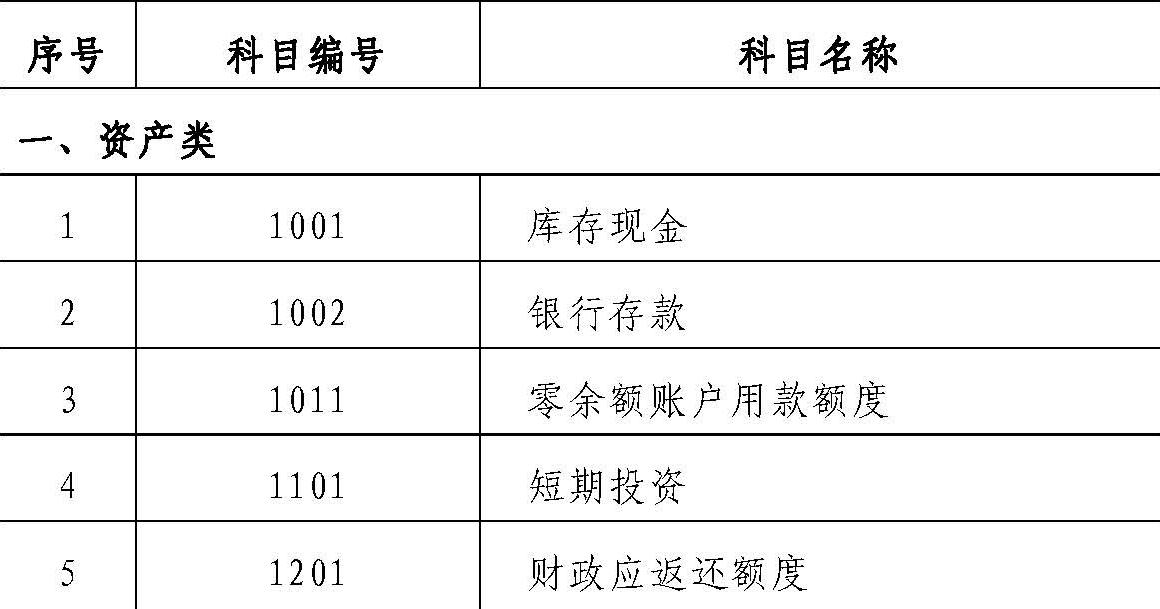 序号 科目编号 科目名称
一、资产类
1 1001 库存现金
2 1002 银行存款
3 1011 零余额账户用款额度
4 1101 短期投资
5 1201 财政应返还额度